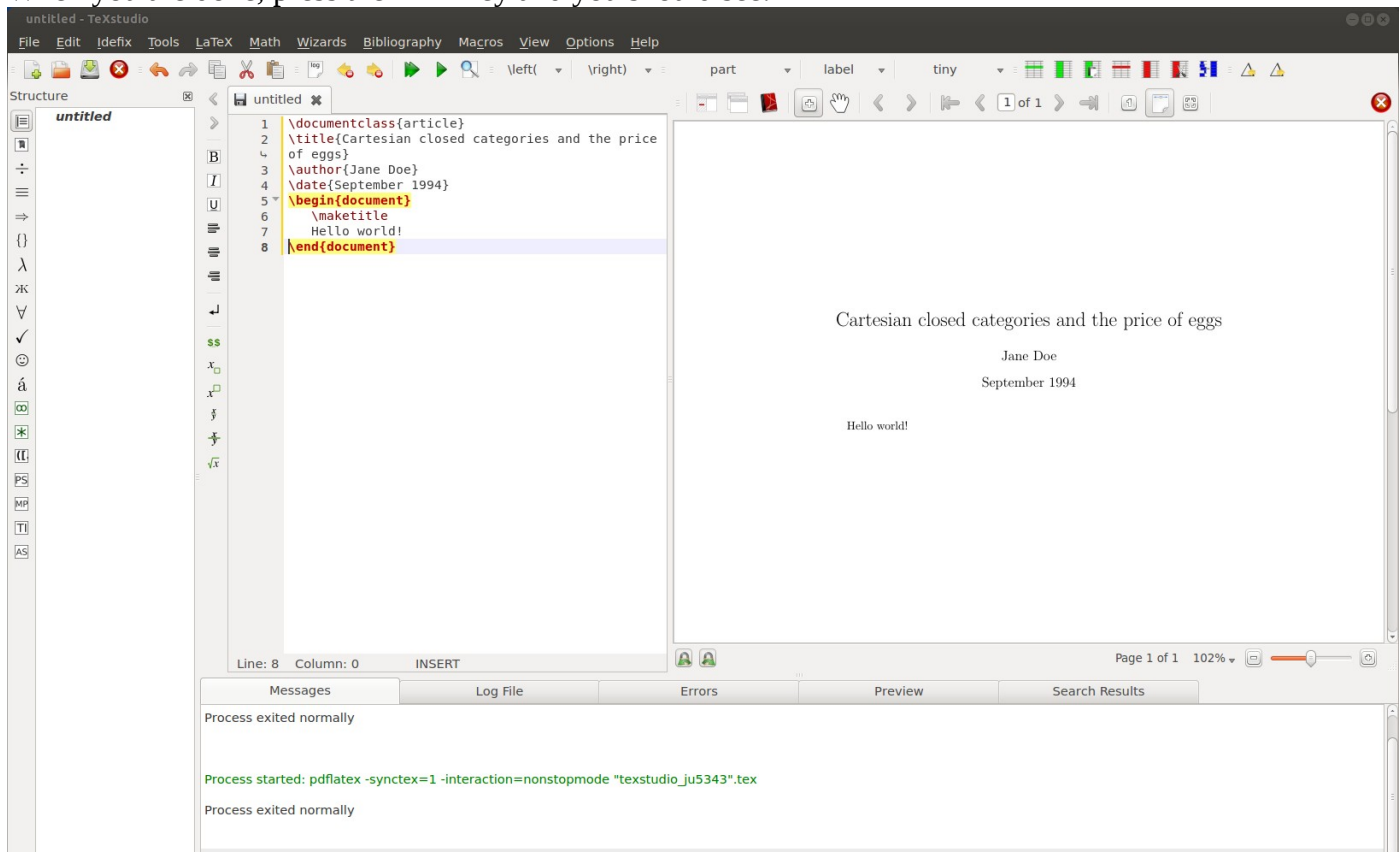 untitled - TeXstudio
File Edit Idefix Tools LaTeX Math Wizards Bibliography Macros View Options Help
\left( \right) part label tiny
Structure
untitled
untitled
1 of 1
1 \documentclass{article}
2 \title{Cartesian closed categories and the price
of eggs}
3 \author{Jane Doe}
4 \date{September 1994}
5 \begin{document}
6 \maketitle
7 Hello world!
8 \end{document}
Cartesian closed categories and the price of eggs
Jane Doe
September 1994
Hello world!
PS
MP
TI
AS
Line: 8 Column: 0 INSERT
Page 1 of 1 102%
Messages Log File Errors Preview Search Results
Process exited normally
Process started: pdflatex -synctex=1 -interaction=nonstopmode "texstudio_ju5343".tex
Process exited normally